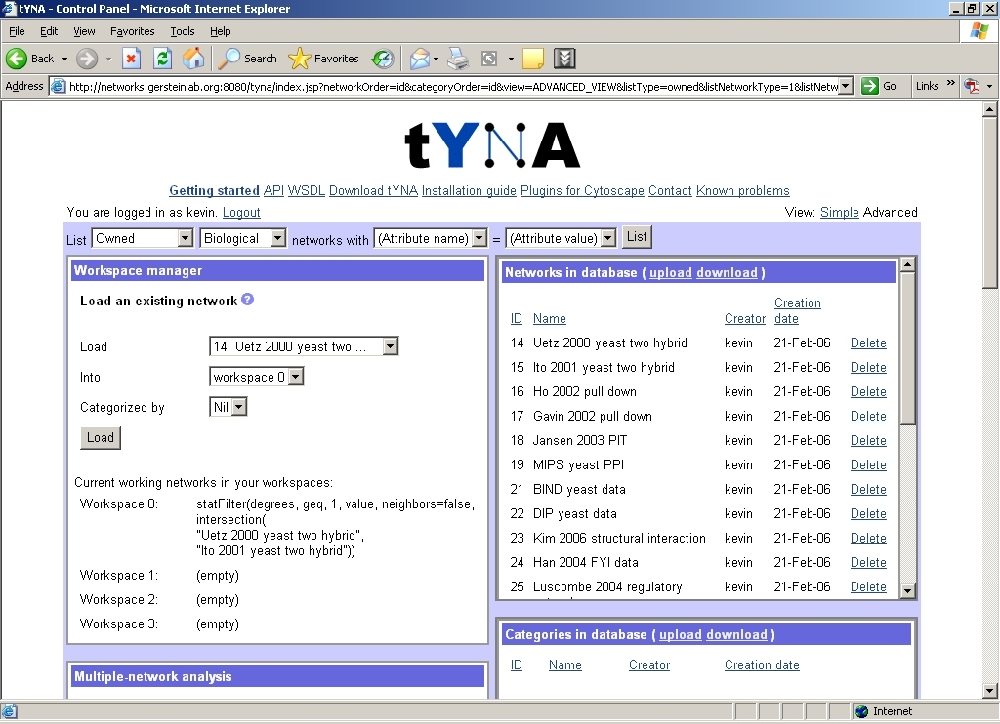 tYNA - Control Panel - Microsoft Internet Explorer
File Edit View Favorites Tools Help
Back Search Favorites
Address http://networks.gersteinlab.org:8080/tyna/index.jsp?networkOrder=id&categoryOrder=id&view=ADVANCED_VIEW&listType=owned&listNetworkType=1&listNetw Go Links »
tYNA
Getting started API WSDL Download tYNA Installation guide Plugins for Cytoscape Contact Known problems
You are logged in as kevin. Logout View: Simple Advanced
List Owned Biological networks with (Attribute name) = (Attribute value) List
Workspace manager
Load an existing network ?
Load 14. Uetz 2000 yeast two ...
Into workspace 0
Categorized by Nil
Load
Current working networks in your workspaces:
Workspace 0: statFilter(degrees, geq, 1, value, neighbors=false,
intersection(
"Uetz 2000 yeast two hybrid",
"Ito 2001 yeast two hybrid"))
Workspace 1: (empty)
Workspace 2: (empty)
Workspace 3: (empty)
Multiple-network analysis
Networks in database ( upload download )
ID Name Creator Creation date
14 Uetz 2000 yeast two hybrid kevin 21-Feb-06 Delete
15 Ito 2001 yeast two hybrid kevin 21-Feb-06 Delete
16 Ho 2002 pull down kevin 21-Feb-06 Delete
17 Gavin 2002 pull down kevin 21-Feb-06 Delete
18 Jansen 2003 PIT kevin 21-Feb-06 Delete
19 MIPS yeast PPI kevin 21-Feb-06 Delete
21 BIND yeast data kevin 21-Feb-06 Delete
22 DIP yeast data kevin 21-Feb-06 Delete
23 Kim 2006 structural interaction kevin 21-Feb-06 Delete
24 Han 2004 FYI data kevin 21-Feb-06 Delete
25 Luscombe 2004 regulatory kevin 21-Feb-06 Delete
Categories in database ( upload download )
ID Name Creator Creation date
Internet